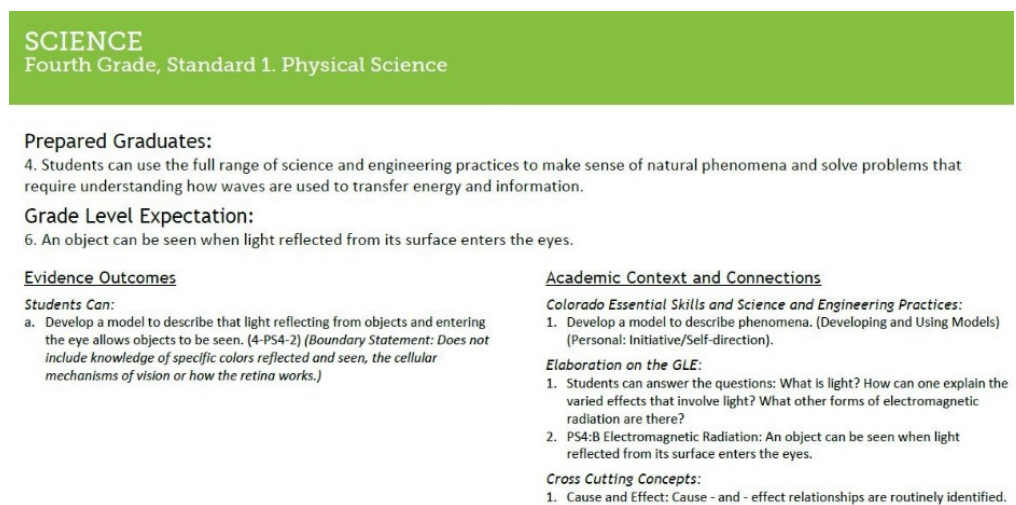 SCIENCE
Fourth Grade, Standard 1. Physical Science
Prepared Graduates:
4. Students can use the full range of science and engineering practices to make sense of natural phenomena and solve problems that
require understanding how waves are used to transfer energy and information.
Grade Level Expectation:
6. An object can be seen when light reflected from its surface enters the eyes.
Evidence Outcomes
Students Can:
a. Develop a model to describe that light reflecting from objects and entering
the eye allows objects to be seen. (4-PS4-2) (Boundary Statement: Does not
include knowledge of specific colors reflected and seen, the cellular
mechanisms of vision or how the retina works.)
Academic Context and Connections
Colorado Essential Skills and Science and Engineering Practices:
1. Develop a model to describe phenomena. (Developing and Using Models)
(Personal: Initiative/Self-direction).
Elaboration on the GLE:
1. Students can answer the questions: What is light? How can one explain the
varied effects that involve light? What other forms of electromagnetic
radiation are there?
2. PS4:B Electromagnetic Radiation: An object can be seen when light
reflected from its surface enters the eyes.
Cross Cutting Concepts:
1. Cause and Effect: Cause - and - effect relationships are routinely identified.